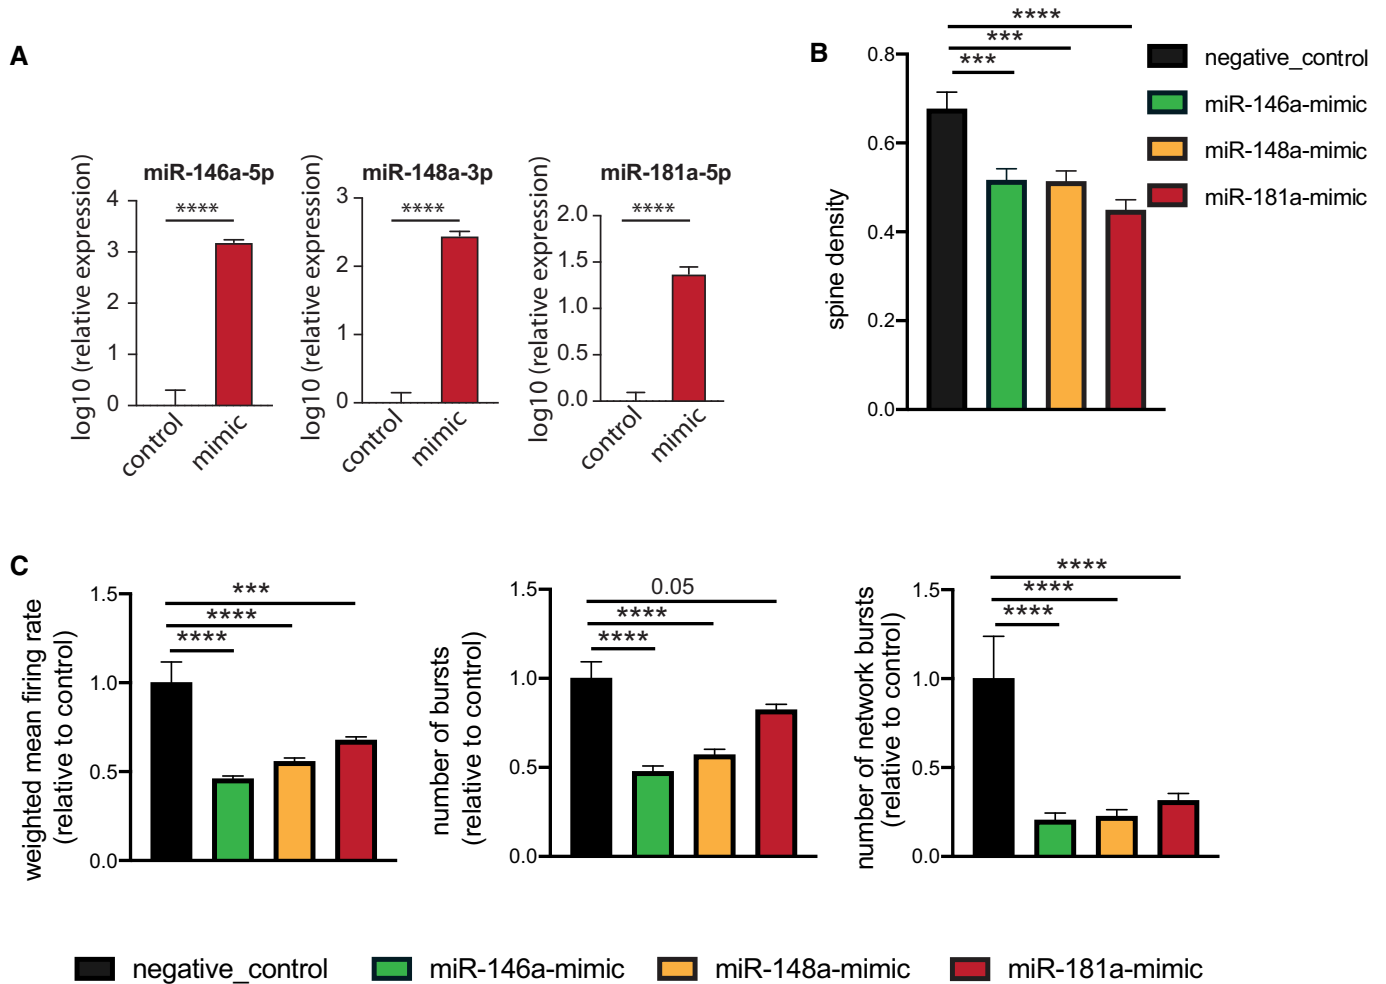 A
miR-146a-5p
log10 (relative expression)
4
3
2
1
0
****
control
mimic
miR-148a-3p
log10 (relative expression)
3
2
1
0
****
control
mimic
miR-181a-5p
log10 (relative expression)
2.0
1.5
1.0
0.5
0.0
****
control
mimic
B
spine density
0.8
0.6
0.4
0.2
0.0
****
***
***
negative_control
miR-146a-mimic
miR-148a-mimic
miR-181a-mimic
C
weighted mean firing rate
(relative to control)
1.5
1.0
0.5
0.0
***
****
****
number of bursts
(relative to control)
1.5
1.0
0.5
0.0
0.05
****
****
number of network bursts
(relative to control)
1.5
1.0
0.5
0.0
****
****
****
negative_control
miR-146a-mimic
miR-148a-mimic
miR-181a-mimic